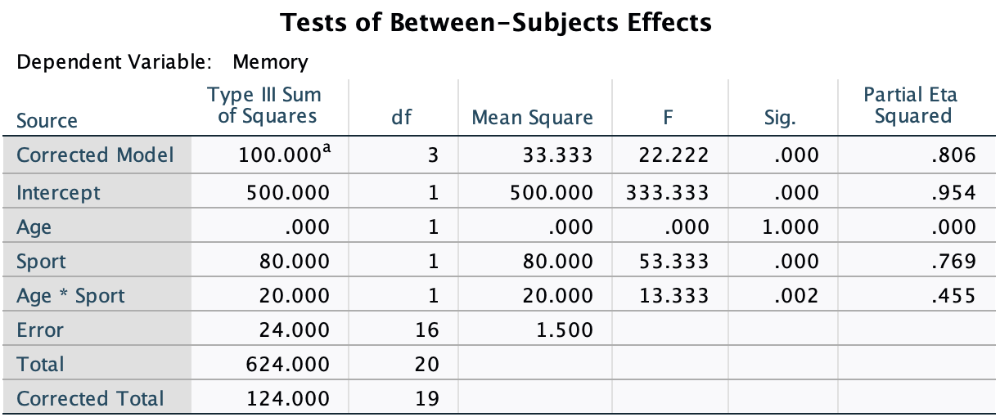 Tests of Between-Subjects Effects
Dependent Variable: Memory
Source Type III Sum of Squares df Mean Square F Sig. Partial Eta Squared
Corrected Model 100.000a 3 33.333 22.222 .000 .806
Intercept 500.000 1 500.000 333.333 .000 .954
Age .000 1 .000 .000 1.000 .000
Sport 80.000 1 80.000 53.333 .000 .769
Age * Sport 20.000 1 20.000 13.333 .002 .455
Error 24.000 16 1.500
Total 624.000 20
Corrected Total 124.000 19